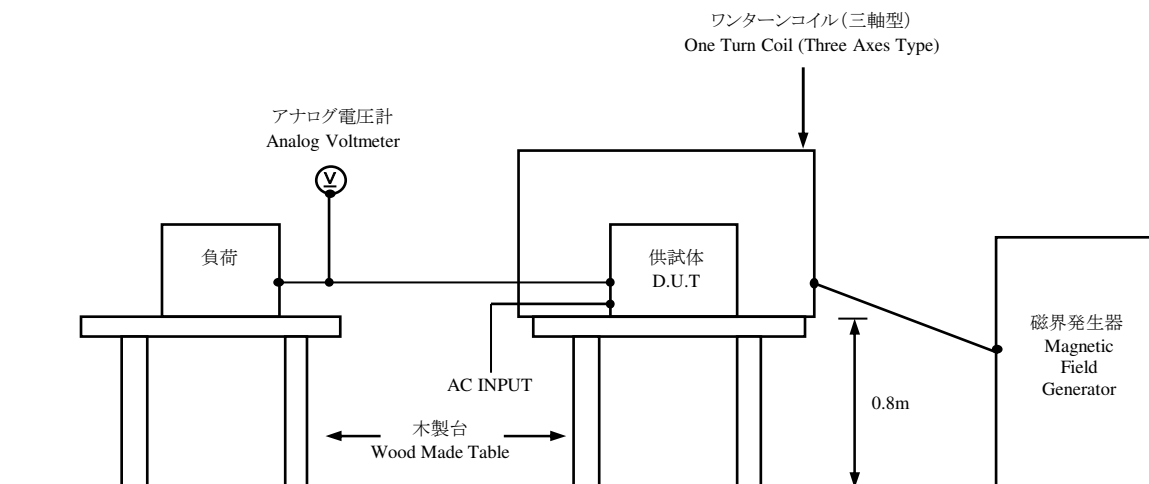 ワンターンコイル(三軸型)
One Turn Coil (Three Axes Type)
アナログ電圧計
Analog Voltmeter
V
負荷
供試体
D.U.T
AC INPUT
木製台
Wood Made Table
0.8m
磁界発生器
Magnetic
Field
Generator